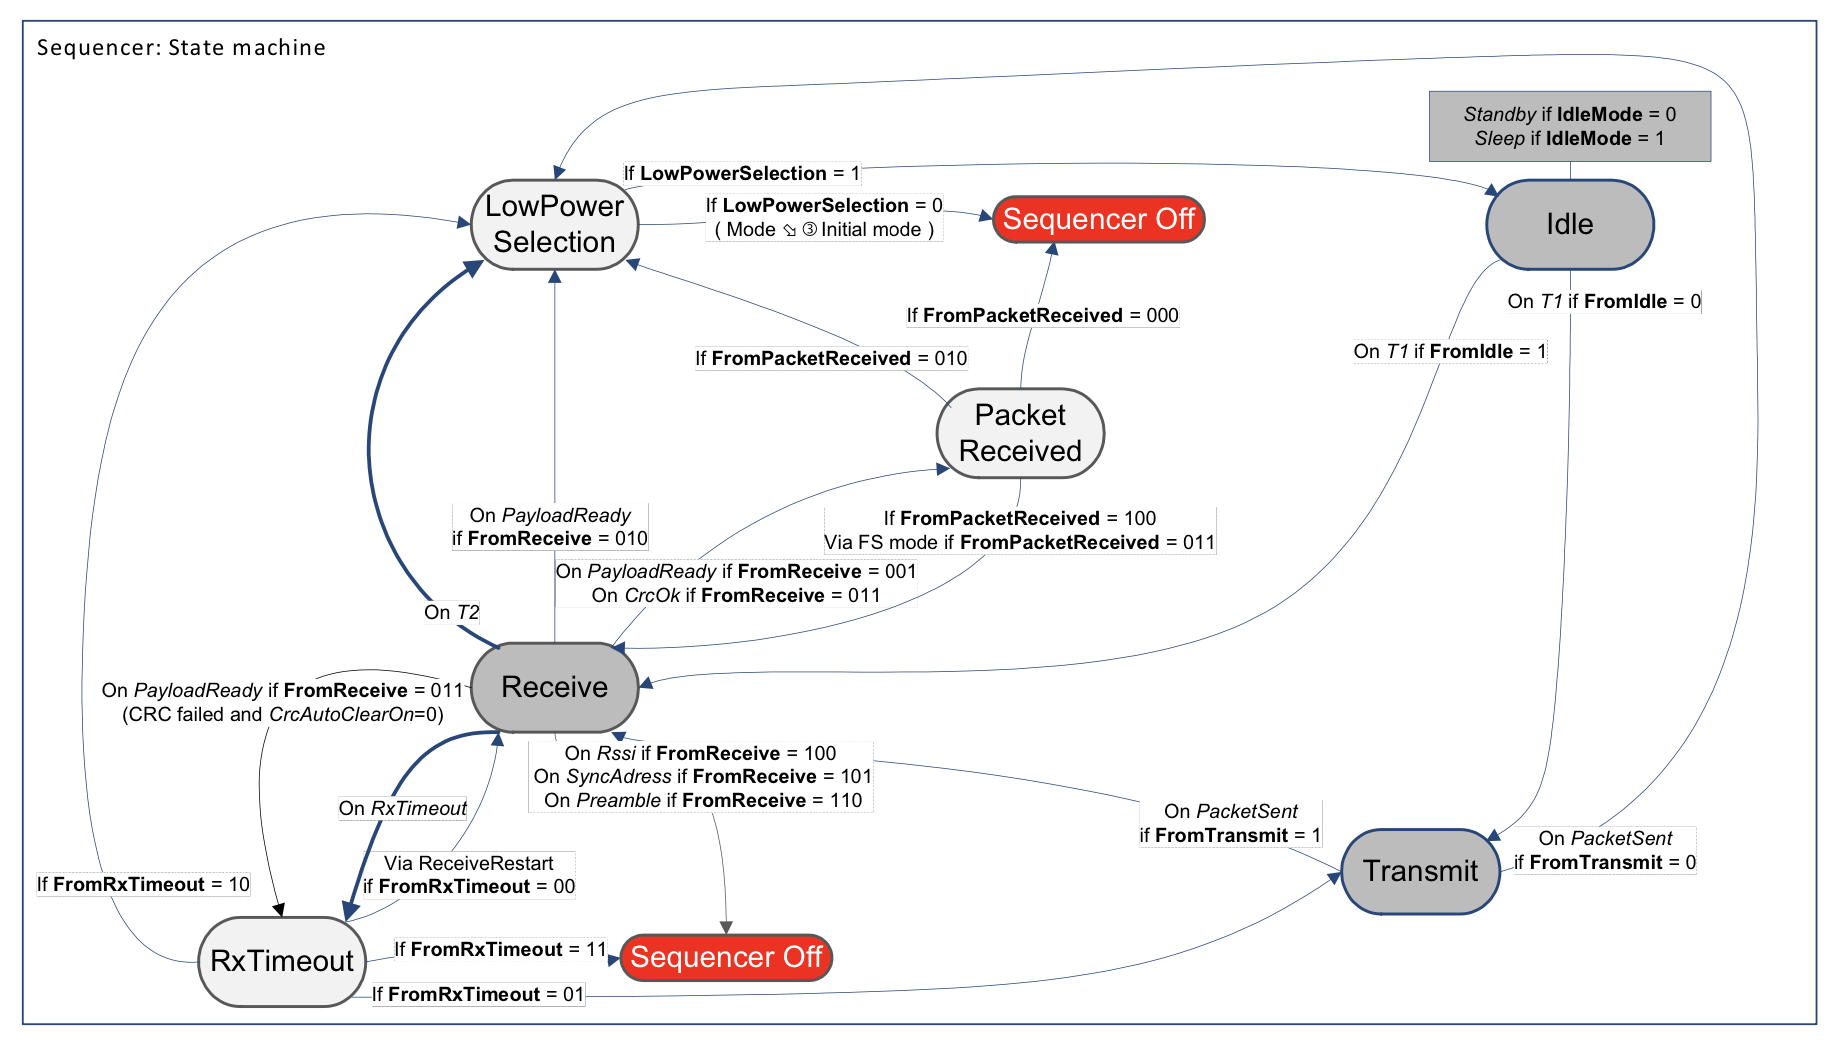 Sequencer: State machine
Standby if IdleMode = 0
Sleep if IdleMode = 1
If LowPowerSelection = 1
LowPower
Selection
If LowPowerSelection = 0
( Mode ⇘ ③ Initial mode )
Sequencer Off
Idle
On T1 if FromIdle = 0
If FromPacketReceived = 000
On T1 if FromIdle = 1
If FromPacketReceived = 010
Packet
Received
On PayloadReady
if FromReceive = 010
If FromPacketReceived = 100
Via FS mode if FromPacketReceived = 011
On PayloadReady if FromReceive = 001
On CrcOk if FromReceive = 011
On T2
Receive
On PayloadReady if FromReceive = 011
(CRC failed and CrcAutoClearOn=0)
On Rssi if FromReceive = 100
On SyncAdress if FromReceive = 101
On Preamble if FromReceive = 110
On RxTimeout
On PacketSent
if FromTransmit = 1
Transmit
On PacketSent
if FromTransmit = 0
Via ReceiveRestart
if FromRxTimeout = 00
If FromRxTimeout = 10
RxTimeout
If FromRxTimeout = 11
Sequencer Off
If FromRxTimeout = 01